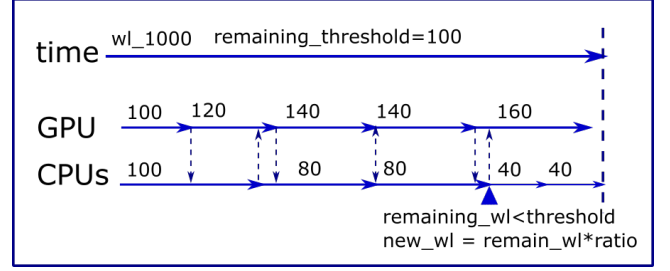 time wl_1000 remaining_threshold=100
GPU 100 120 140 140 160
CPUs 100 80 80 40 40
remaining_wl<threshold
new_wl = remain_wl*ratio